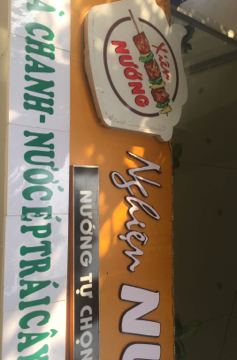 Xiên
NƯỚNG
Nghiện
NƯỚNG TỰ CHỌN
CHANH - NƯỚC ÉP TRÁI CÂY